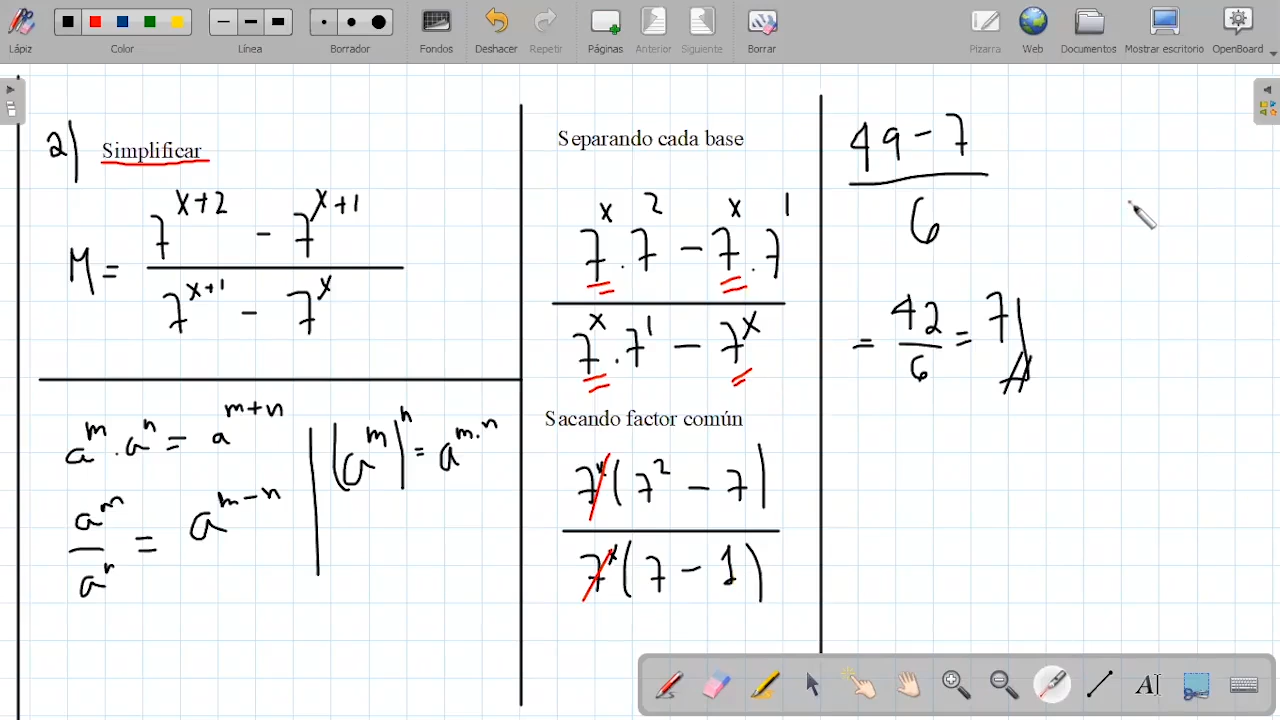 Lápiz
Color
Línea
Borrador
Fondos
Deshacer
Repetir
Páginas
Anterior
Siguiente
Borrar
Pizarra
Web
Documentos
Mostrar escritorio
OpenBoard
2) Simplificar
M = (7^(x+2) - 7^(x+1)) / (7^(x+1) - 7^x)
a^m . a^n = a^(m+n)
(a^m)^n = a^(m.n)
a^m / a^n = a^(m-n)
Separando cada base
(7^x . 7^2 - 7^x . 7^1) / (7^x . 7^1 - 7^x)
Sacando factor común
7^x (7^2 - 7) / 7^x (7 - 1)
(49 - 7) / 6
= 42 / 6 = 7